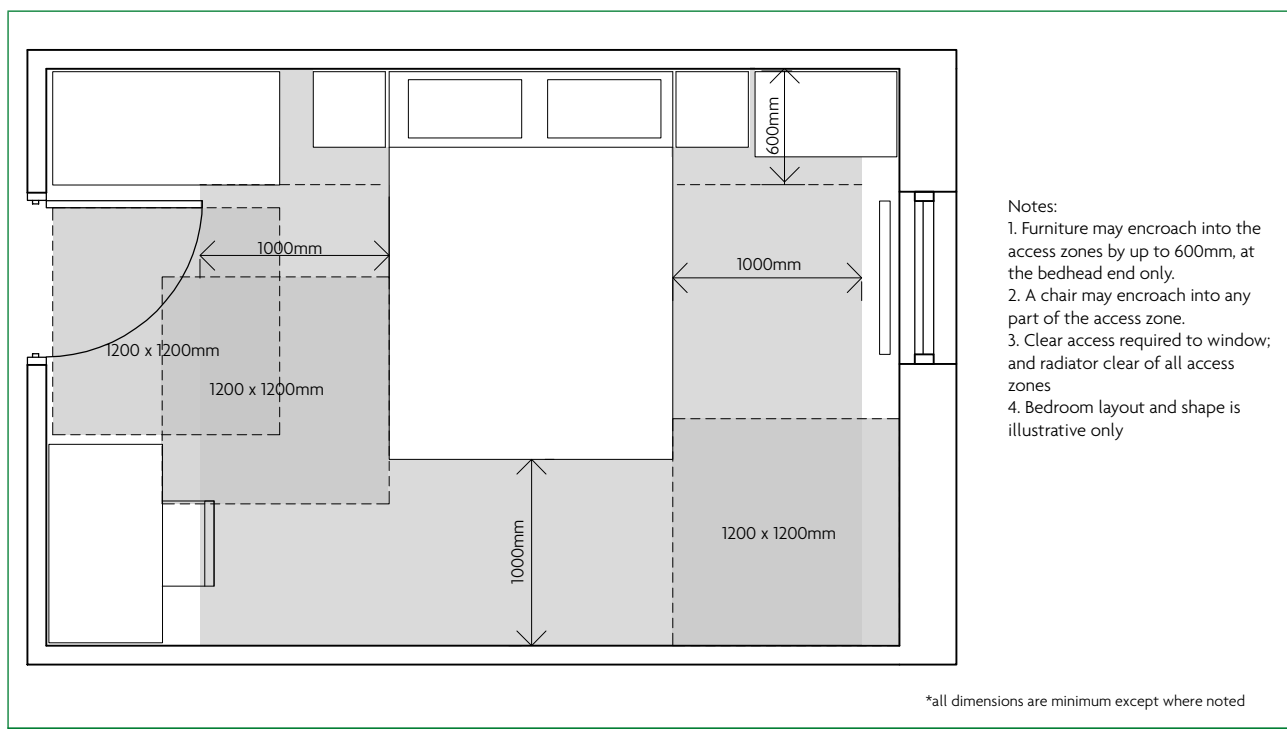 600mm
1000mm
1000mm
1200 x 1200mm
1200 x 1200mm
1000mm
1200 x 1200mm
Notes:
1. Furniture may encroach into the
access zones by up to 600mm, at
the bedhead end only.
2. A chair may encroach into any
part of the access zone.
3. Clear access required to window;
and radiator clear of all access
zones
4. Bedroom layout and shape is
illustrative only
*all dimensions are minimum except where noted